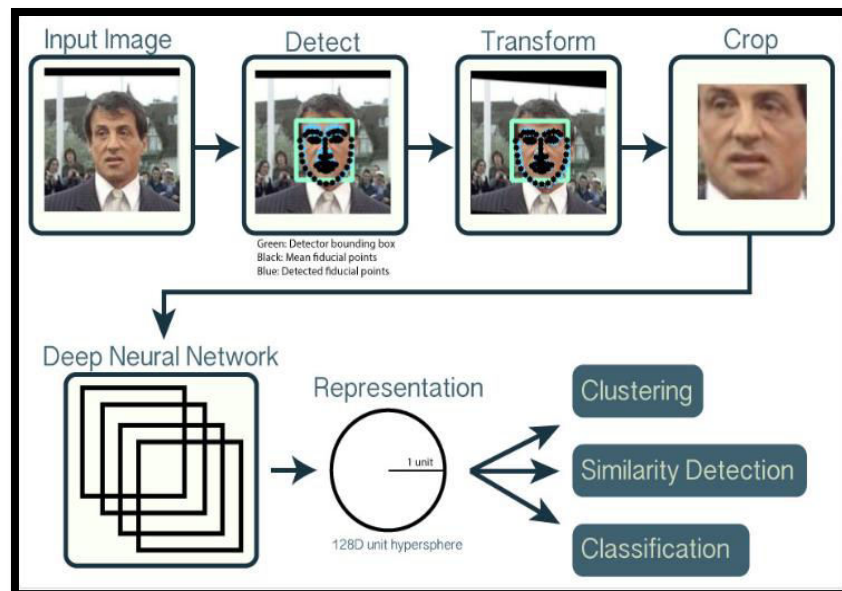 Input Image
Detect
Transform
Crop
Green: Detector bounding box
Black: Mean fiducial points
Blue: Detected fiducial points
Deep Neural Network
Representation
1 unit
128D unit hypersphere
Clustering
Similarity Detection
Classification